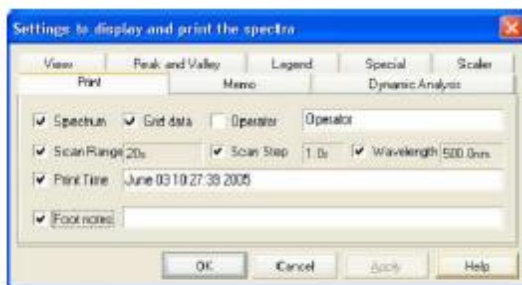 Settings to display and print the spectra
View Peak and Valley Legend Special Scaler
Print Memo Dynamic Analysis
Spectrum Grid data Operator Operator
Scan Range 20s Scan Step 1.0s Wavelength 500.0nm
Print Time June 03 10:27:39 2005
Foot notes
OK Cancel Apply Help